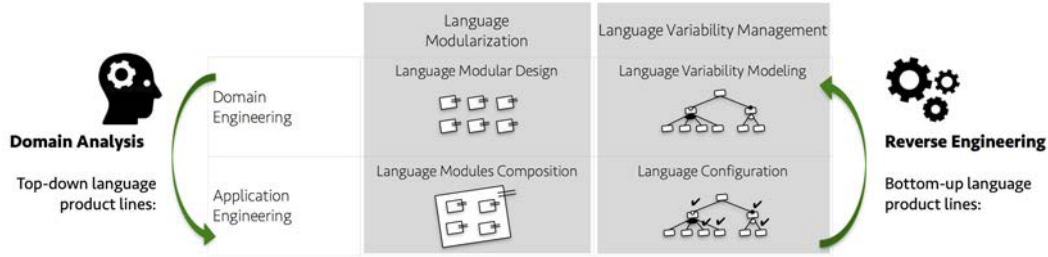 Language
Modularization
Language Variability Management
Language Modular Design
Language Variability Modeling
Domain
Engineering
Domain Analysis
Reverse Engineering
Language Modules Composition
Language Configuration
Top-down language
product lines:
Application
Engineering
Bottom-up language
product lines: